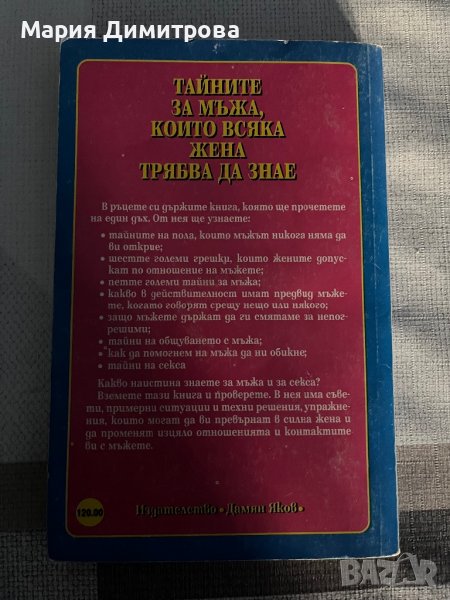 Мария Димитрова
ТАЙНИТЕ
ЗА МЪЖА,
КОИТО ВСЯКА
ЖЕНА
ТРЯБВА ДА ЗНАЕ
В ръцете си държите книга, която ще прочетете
на един дъх. От нея ще узнаете:
• тайните на пола, които мъжът никога няма да
ви открие;
• шестте големи грешки, които жените допус-
кат по отношение на мъжете;
• петте големи тайни за мъжа;
• какво в действителност имат предвид мъже-
те, когато говорят срещу нещо или някого;
• защо мъжете държат да ги смятаме за непог-
решими;
• тайни на общуването с мъжа;
• как да помогнем на мъжа да ни обикне;
• тайни на секса
Какво наистина знаете за мъжа и за секса?
Вземете тази книга и проверете. В нея има съве-
ти, примерни ситуации и техни решения, упражне-
ния, които могат да ви превърнат в силна жена и
да променят изцяло отношенията и контактите
ви с мъжете.
120.00
Издателство • Дамян Яков •
BAZAR